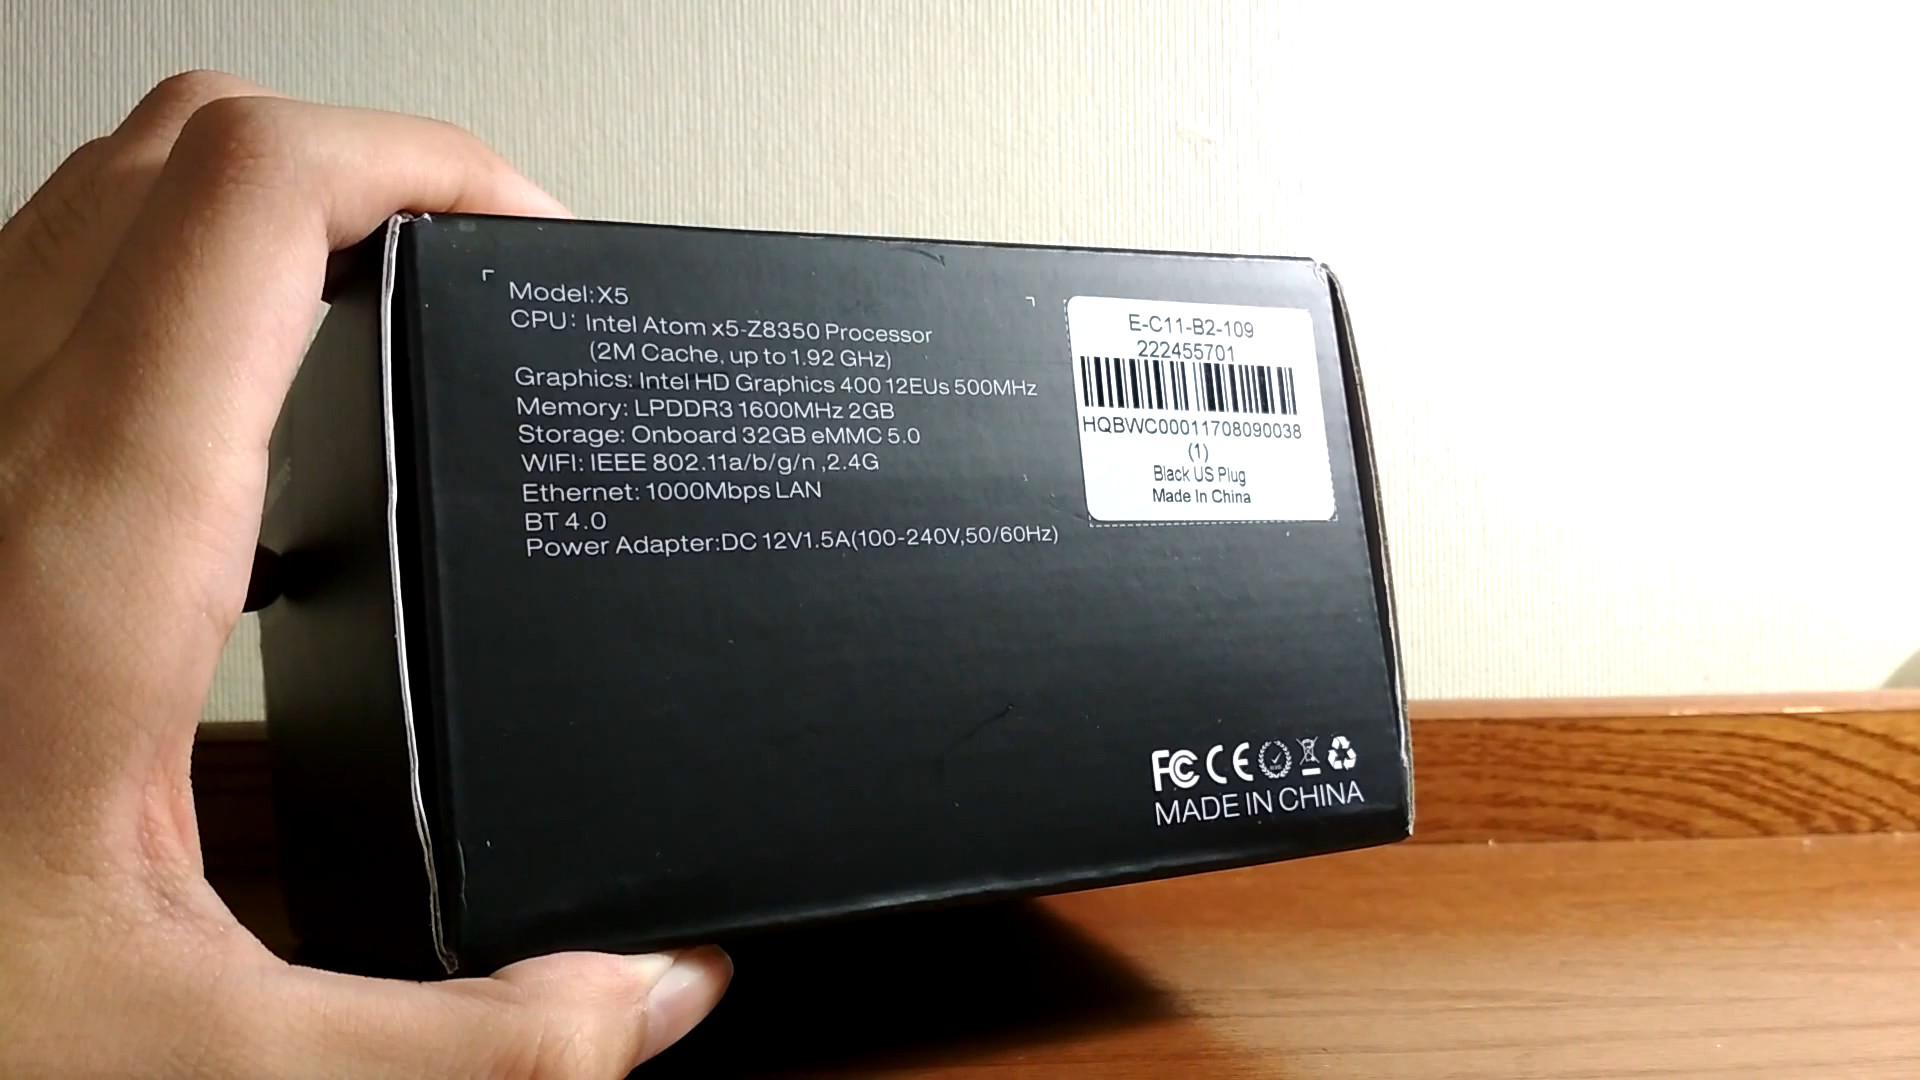 Model:X5
CPU: Intel Atom x5-Z8350 Processor
(2M Cache, up to 1.92 GHz)
Graphics: Intel HD Graphics 400 12EUs 500MHz
Memory: LPDDR3 1600MHz 2GB
Storage: Onboard 32GB eMMC 5.0
WIFI: IEEE 802.11a/b/g/n ,2.4G
Ethernet: 1000Mbps LAN
BT 4.0
Power Adapter:DC 12V1.5A(100-240V,50/60Hz)
E-C11-B2-109
222455701
HQBWC00011708090038
(1)
Black US Plug
Made In China
FC CE
MADE IN CHINA